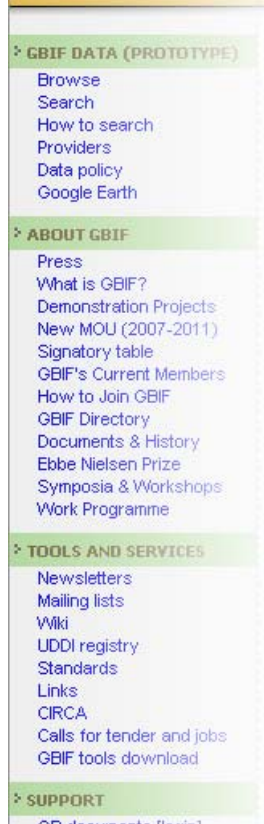 GBIF DATA (PROTOTYPE)
Browse
Search
How to search
Providers
Data policy
Google Earth
ABOUT GBIF
Press
What is GBIF?
Demonstration Projects
New MOU (2007-2011)
Signatory table
GBIF's Current Members
How to Join GBIF
GBIF Directory
Documents & History
Ebbe Nielsen Prize
Symposia & Workshops
Work Programme
TOOLS AND SERVICES
Newsletters
Mailing lists
Wiki
UDDI registry
Standards
Links
CIRCA
Calls for tender and jobs
GBIF tools download
SUPPORT